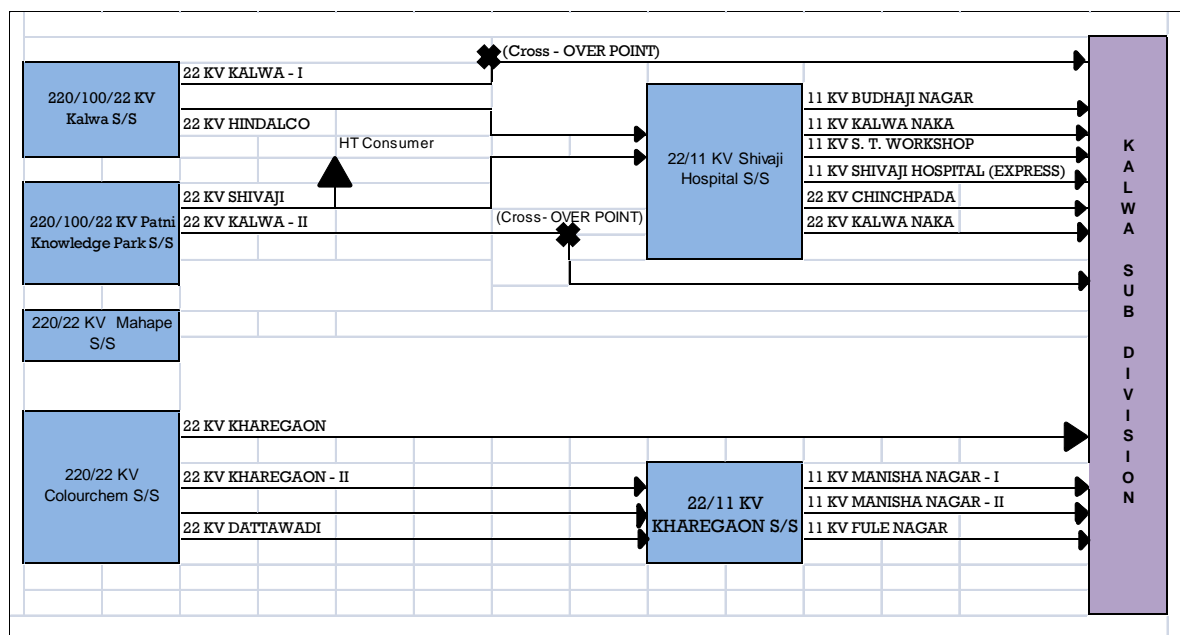 (Cross - OVER POINT)
22 KV KALWA - I
220/100/22 KV
Kalwa S/S
22 KV HINDALCO
HT Consumer
11 KV BUDHAJI NAGAR
11 KV KALWA NAKA
11 KV S. T. WORKSHOP
22/11 KV Shivaji
Hospital S/S
11 KV SHIVAJI HOSPITAL (EXPRESS)
22 KV CHINCHPADA
22 KV KALWA NAKA
220/100/22 KV Patni
Knowledge Park S/S
22 KV SHIVAJI
22 KV KALWA - II
(Cross- OVER POINT)
220/22 KV Mahape
S/S
22 KV KHAREGAON
220/22 KV
Colourchem S/S
22 KV KHAREGAON - II
22 KV DATTAWADI
22/11 KV
KHAREGAON S/S
11 KV MANISHA NAGAR - I
11 KV MANISHA NAGAR - II
11 KV FULE NAGAR
K
A
L
W
A
S
U
B
D
I
V
I
S
I
O
N